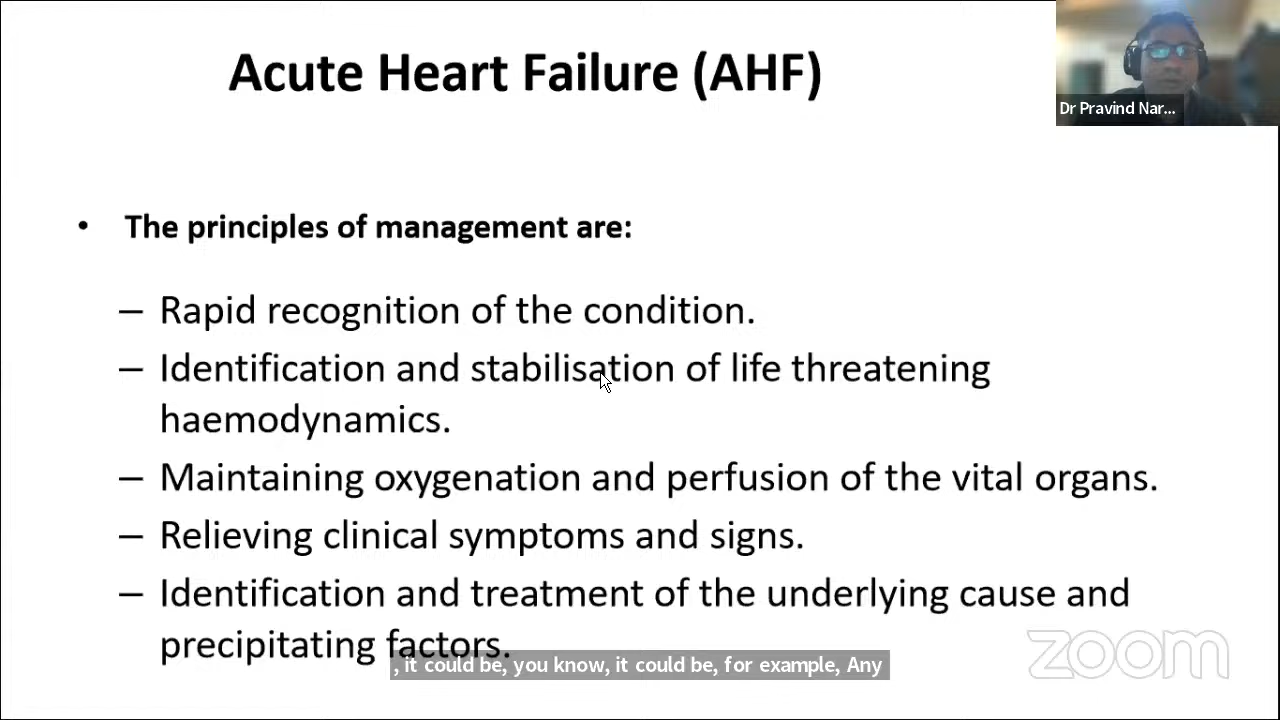 Acute Heart Failure (AHF)
Dr Pravind Nar...
• The principles of management are:
– Rapid recognition of the condition.
– Identification and stabilisation of life threatening
haemodynamics.
– Maintaining oxygenation and perfusion of the vital organs.
– Relieving clinical symptoms and signs.
– Identification and treatment of the underlying cause and
precipitating factors.
, it could be, you know, it could be, for example, Any
zoom